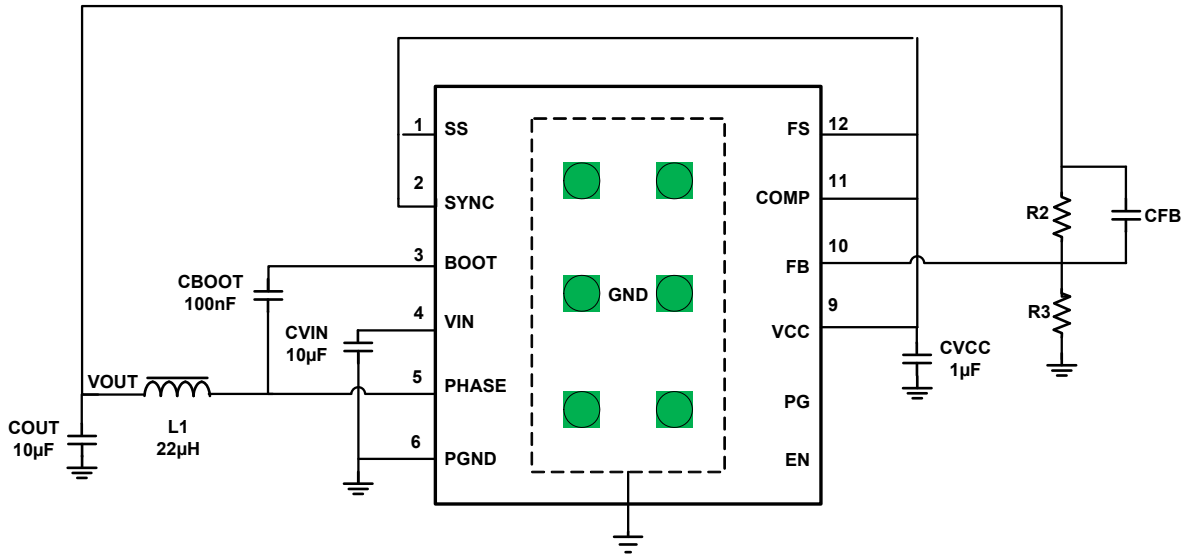 1
SS
FS
12
2
SYNC
COMP
11
R2
CFB
3
BOOT
FB
10
CBOOT
100nF
GND
R3
4
VIN
VCC
9
CVIN
10µF
CVCC
1µF
VOUT
5
PHASE
PG
L1
22µH
COUT
10µF
6
PGND
EN